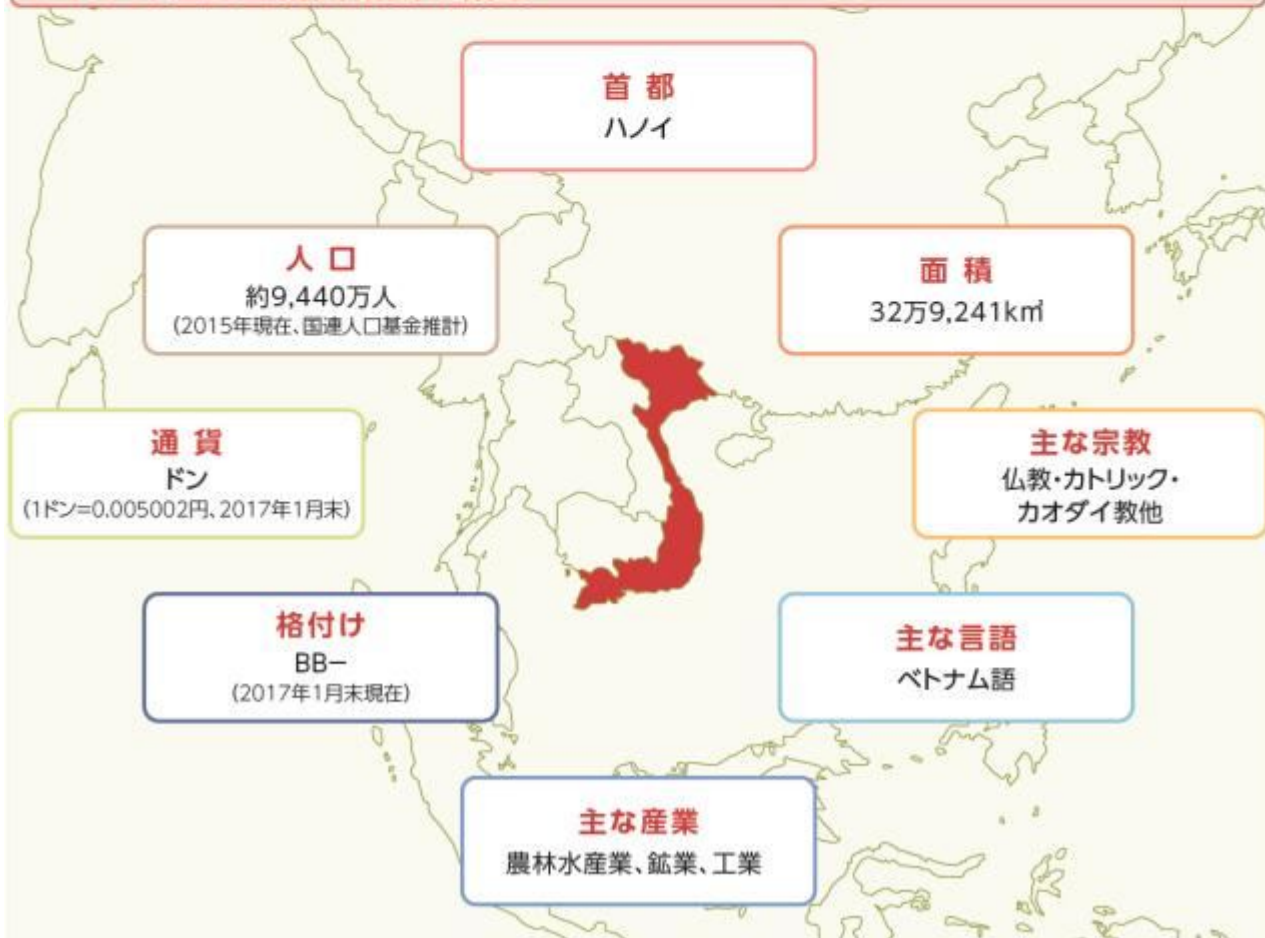 首都
ハノイ
人口
約9,440万人
(2015年現在、国連人口基金推計)
面積
32万9,241k㎡
通貨
ドン
(1ドン=0.005002円、2017年1月末)
主な宗教
仏教・カトリック・
カオダイ教他
格付け
BB−
(2017年1月末現在)
主な言語
ベトナム語
主な産業
農林水産業、鉱業、工業